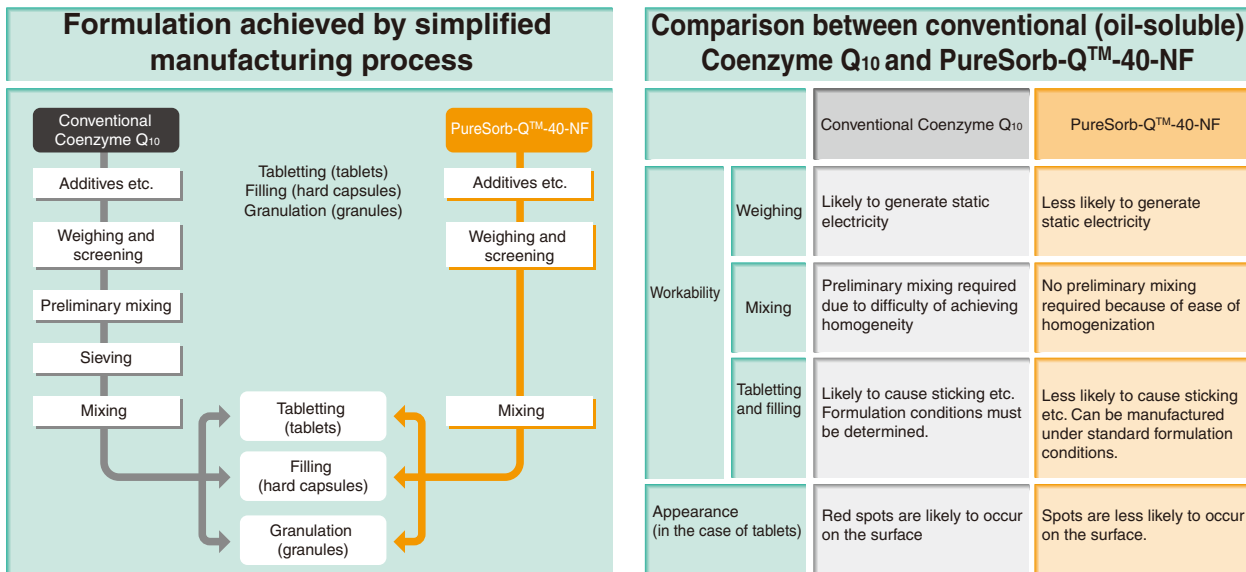 Formulation achieved by simplified
manufacturing process
Conventional
Coenzyme Q10
Additives etc.
Weighing and
screening
Preliminary mixing
Sieving
Mixing
Tabletting (tablets)
Filling (hard capsules)
Granulation (granules)
PureSorb-Q™-40-NF
Additives etc.
Weighing and
screening
Mixing
Tabletting
(tablets)
Filling
(hard capsules)
Granulation
(granules)
Comparison between conventional (oil-soluble)
Coenzyme Q10 and PureSorb-Q™-40-NF
Conventional Coenzyme Q10
PureSorb-Q™-40-NF
Workability
Weighing
Likely to generate static
electricity
Less likely to generate
static electricity
Mixing
Preliminary mixing required
due to difficulty of achieving
homogeneity
No preliminary mixing
required because of ease of
homogenization
Tabletting
and filling
Likely to cause sticking etc.
Formulation conditions must
be determined.
Less likely to cause sticking
etc. Can be manufactured
under standard formulation
conditions.
Appearance
(in the case of tablets)
Red spots are likely to occur
on the surface
Spots are less likely to occur
on the surface.